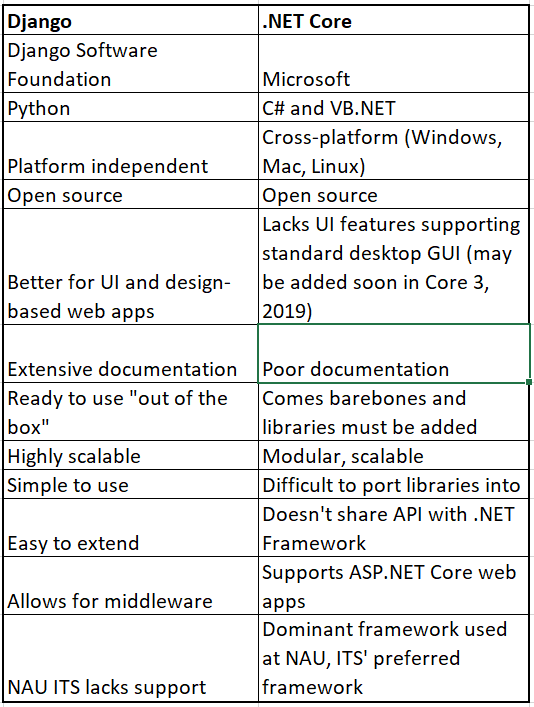 Django
.NET Core
Django Software
Foundation
Microsoft
Python
C# and VB.NET
Platform independent
Cross-platform (Windows,
Mac, Linux)
Open source
Open source
Better for UI and design-
based web apps
Lacks UI features supporting
standard desktop GUI (may
be added soon in Core 3,
2019)
Extensive documentation
Poor documentation
Ready to use "out of the
box"
Comes barebones and
libraries must be added
Highly scalable
Modular, scalable
Simple to use
Difficult to port libraries into
Easy to extend
Doesn't share API with .NET
Framework
Allows for middleware
Supports ASP.NET Core web
apps
NAU ITS lacks support
Dominant framework used
at NAU, ITS' preferred
framework